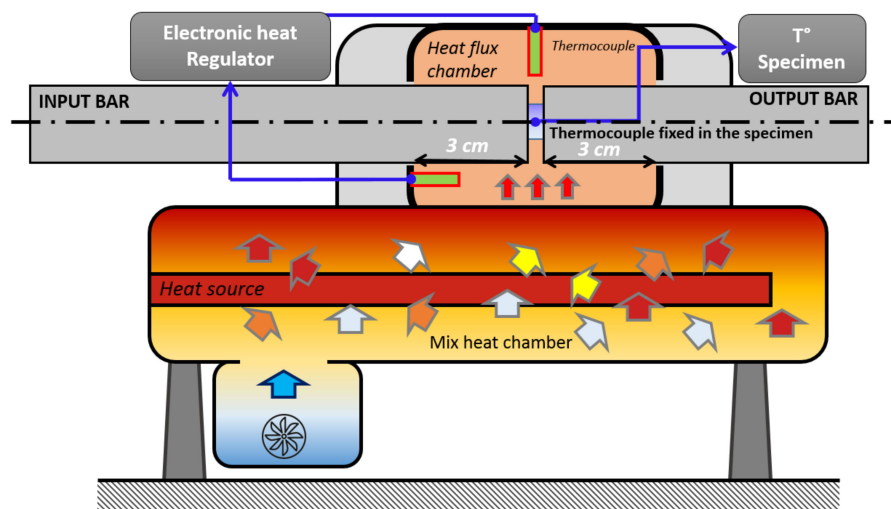 Electronic heat
Regulator
Heat flux
chamber
Thermocouple
T°
Specimen
INPUT BAR
OUTPUT BAR
Thermocouple fixed in the specimen
3 cm
3 cm
Heat source
Mix heat chamber